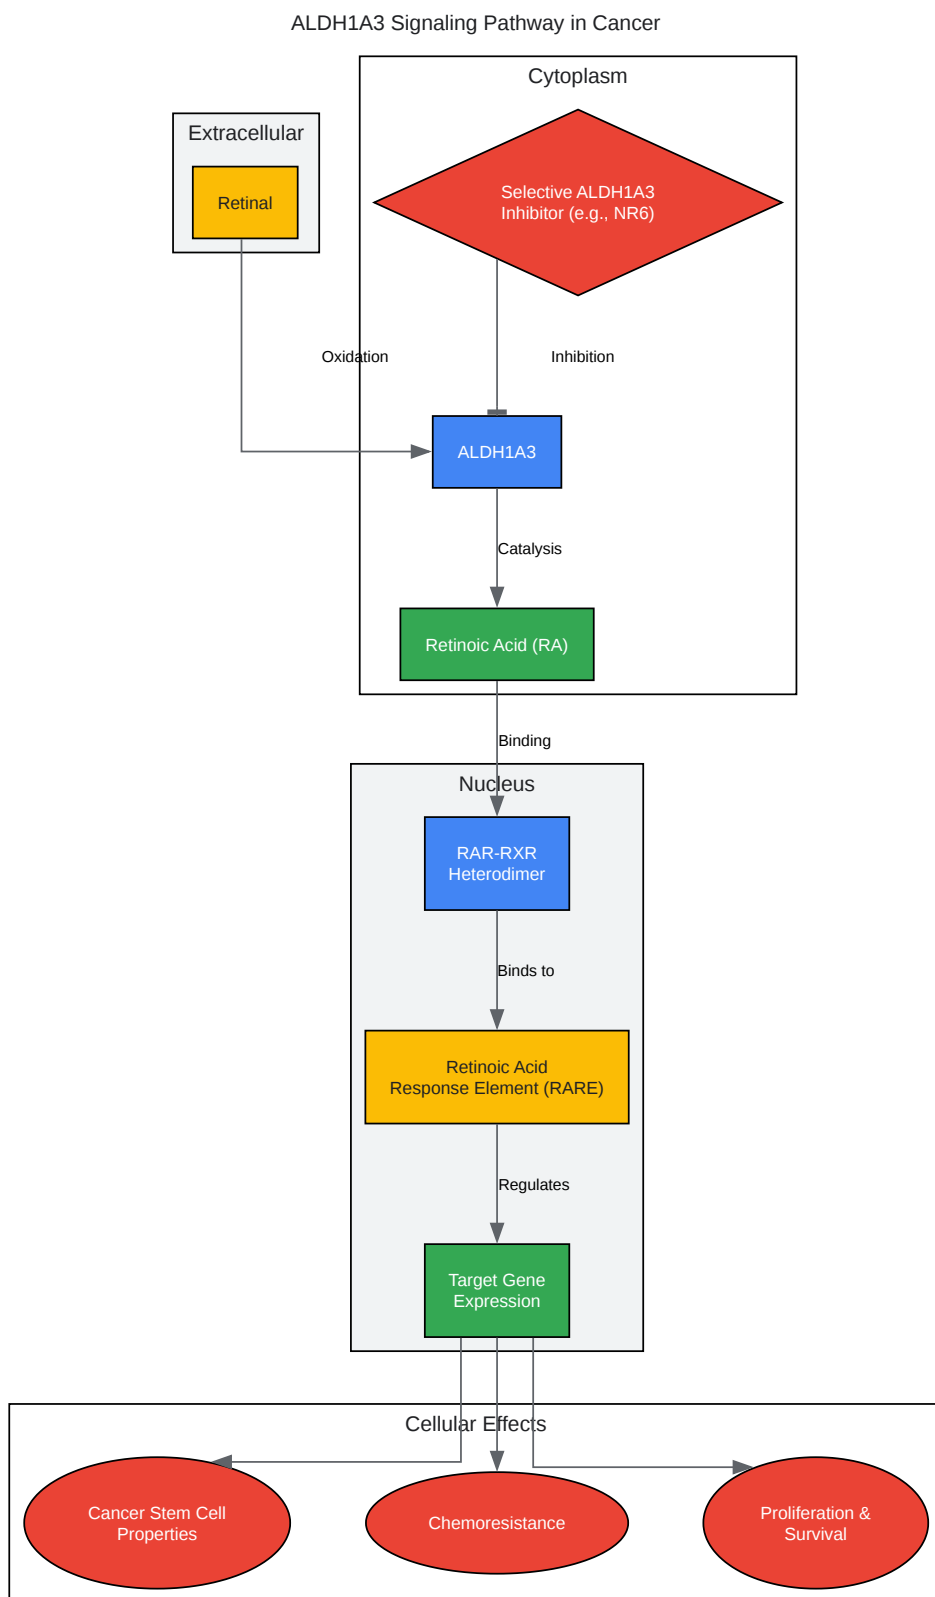 ALDH1A3 Signaling Pathway in Cancer
Cytoplasm
Extracellular
Retinal
Selective ALDH1A3
Inhibitor (e.g., NR6)
Oxidation
Inhibition
ALDH1A3
Catalysis
Retinoic Acid (RA)
Binding
Nucleus
RAR-RXR
Heterodimer
Binds to
Retinoic Acid
Response Element (RARE)
Regulates
Target Gene
Expression
Cellular Effects
Cancer Stem Cell
Properties
Chemoresistance
Proliferation &
Survival